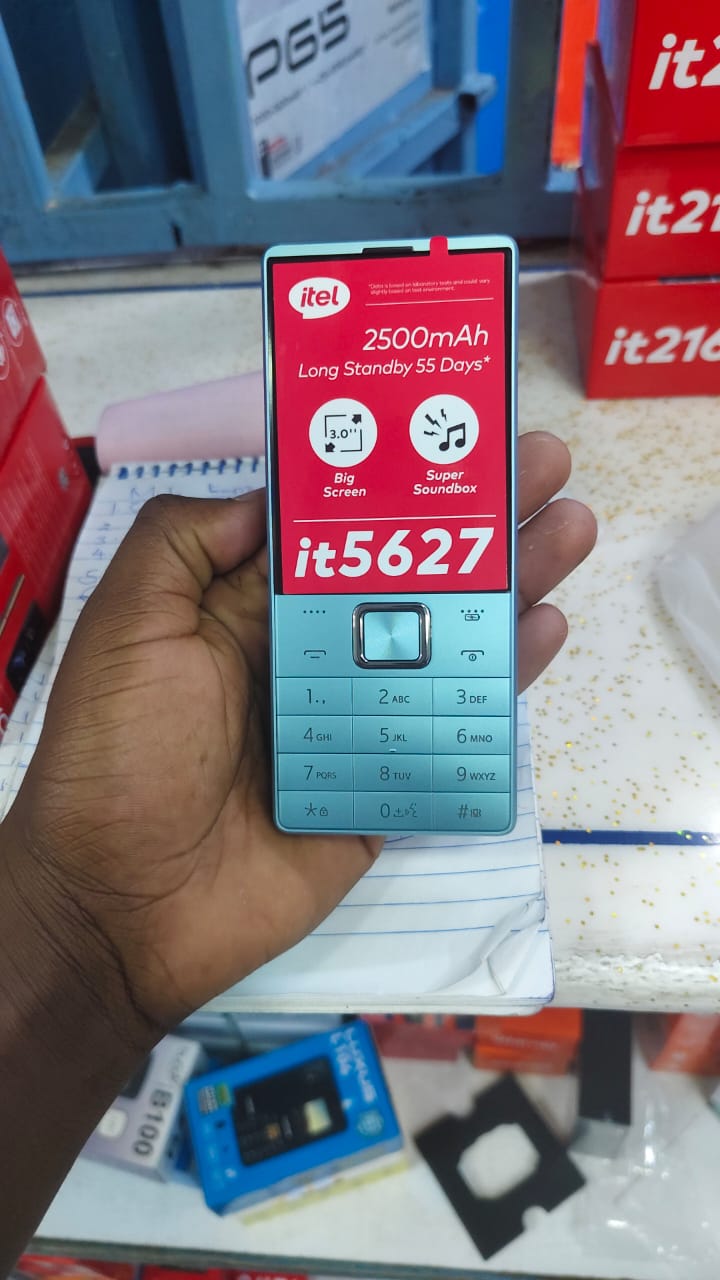 P65
it2
it21
it216
itel
*Data is based on laboratory tests and could vary
slightly based on test environment.
2500mAh
Long Standby 55 Days*
3.0''
Big
Screen
Super
Soundbox
it5627
1.,
2 ABC
3 DEF
4 GHI
5 JKL
6 MNO
7 PQRS
8 TUV
9 WXYZ
*
0
#
B100